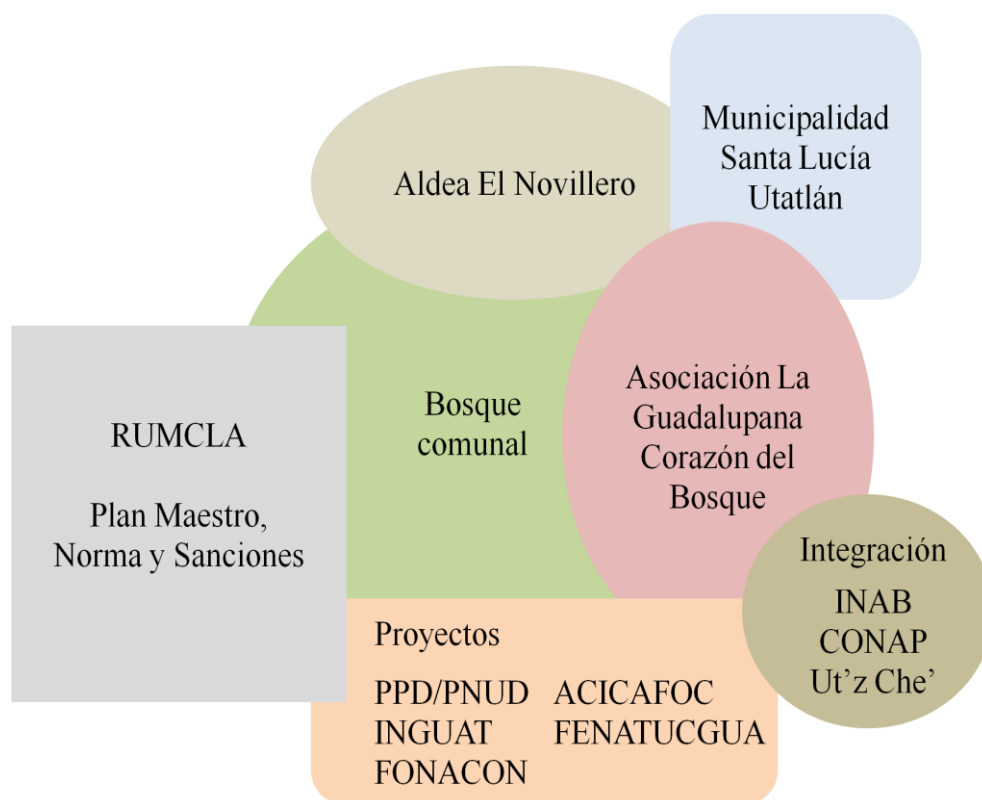 Aldea El Novillero
Municipalidad
Santa Lucía
Utatlán
RUMCLA
Plan Maestro,
Norma y Sanciones
Bosque
comunal
Asociación La
Guadalupana
Corazón del
Bosque
Integración
INAB
CONAP
Ut’z Che’
Proyectos
PPD/PNUD ACICAFOC
INGUAT FENATUCGUA
FONACON